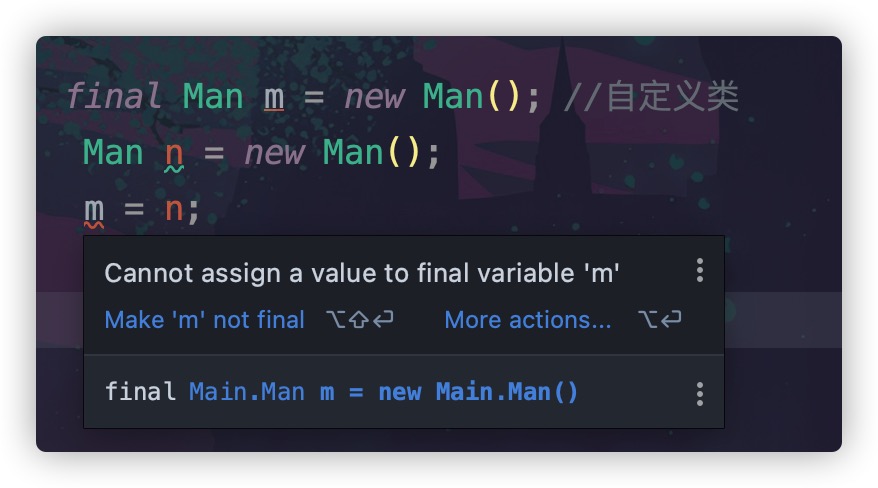 final Man m = new Man(); //自定义类
Man n = new Man();
m = n;
Cannot assign a value to final variable 'm'
Make 'm' not final ⌥⇧⏎ More actions... ⌥⏎
final Main.Man m = new Main.Man()